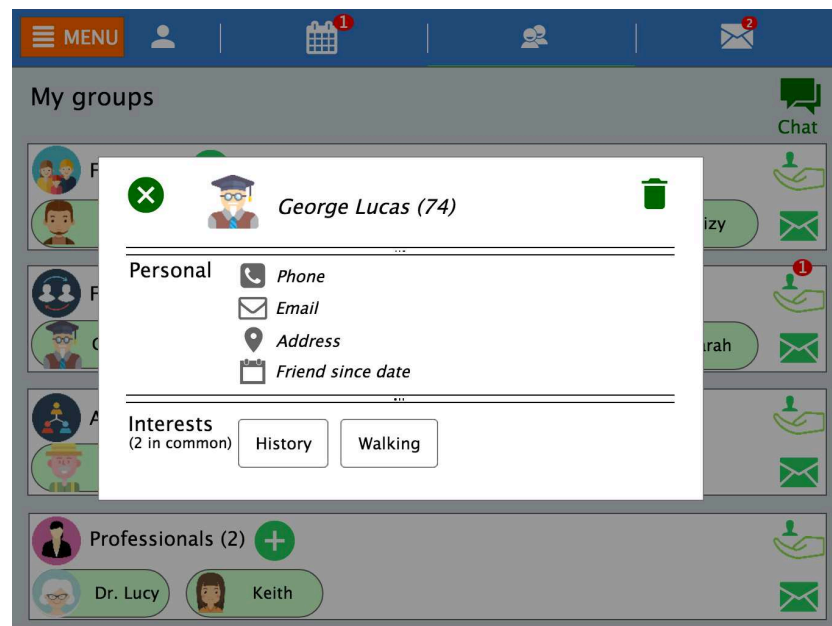 MENU
1
2
My groups
Chat
George Lucas (74)
izy
Personal
Phone
Email
Address
Friend since date
1
arah
Interests
(2 in common)
History
Walking
Professionals (2)
Dr. Lucy
Keith